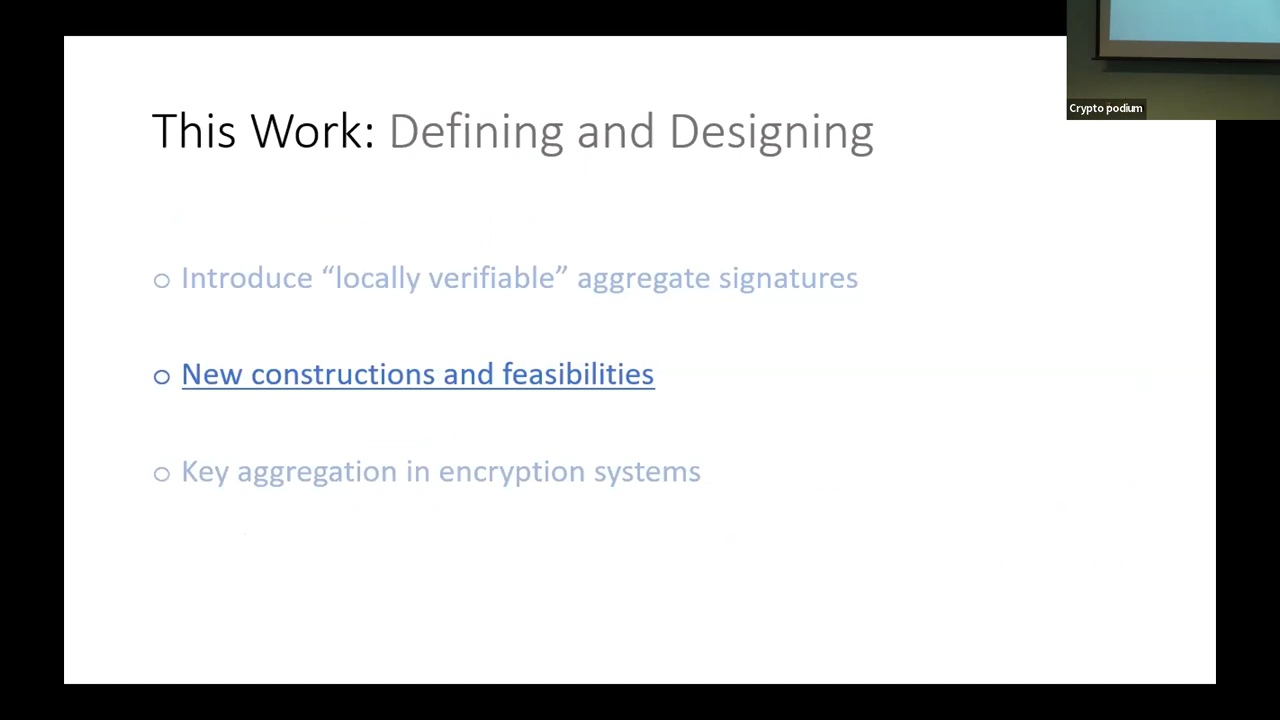 Crypto podium
This Work: Defining and Designing
o Introduce “locally verifiable” aggregate signatures
o New constructions and feasibilities
o Key aggregation in encryption systems